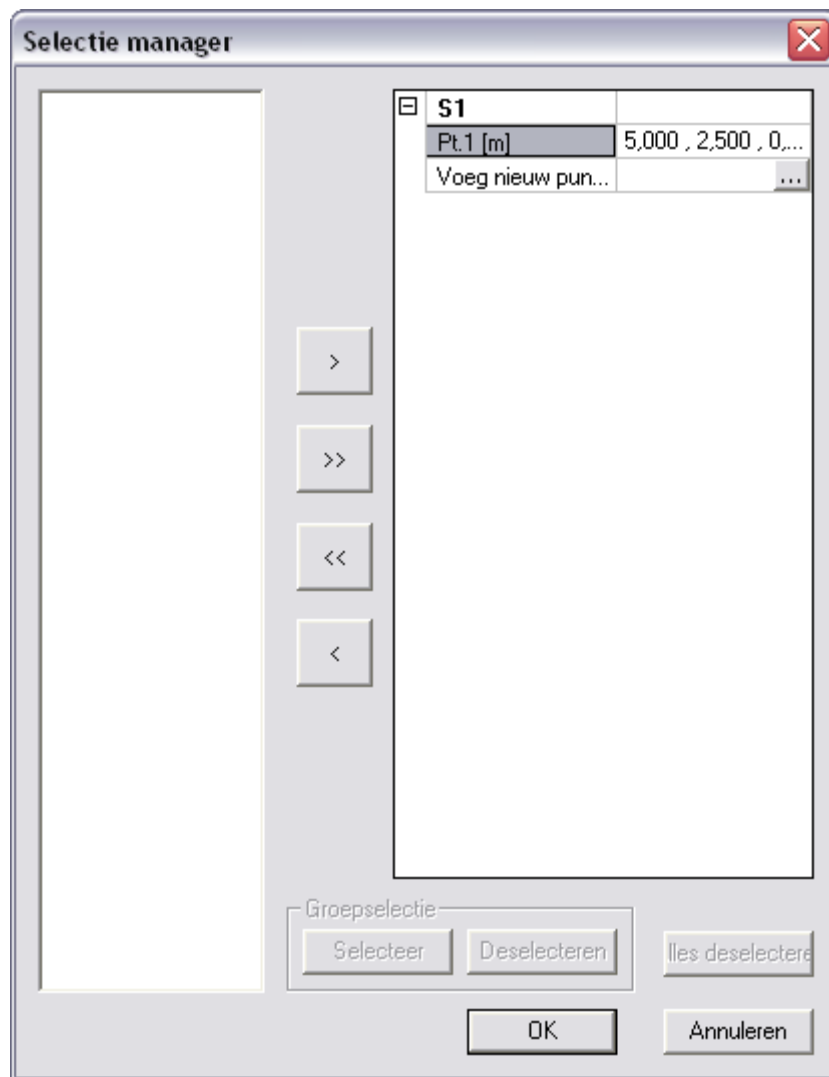 Selectie manager
S1
Pt.1 [m] 5,000 , 2,500 , 0,...
Voeg nieuw pun... ...
>
>>
<<
<
Groepselectie
Selecteer Deselecteren lles deselectere
OK Annuleren